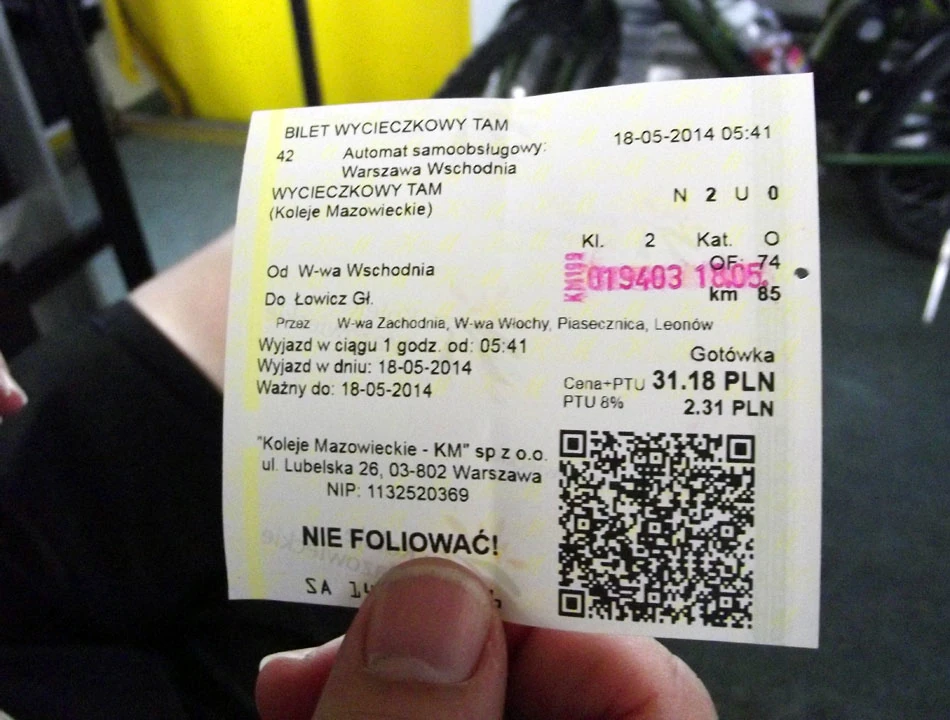 BILET WYCIECZKOWY TAM
18-05-2014 05:41
42 Automat samoobsługowy:
Warszawa Wschodnia
WYCIECZKOWY TAM
(Koleje Mazowieckie)
N 2 U 0
Kl. 2 Kat. O
OF: 74
KM199 019403 18.05.
km 85
Od W-wa Wschodnia
Do Łowicz Gł.
Przez W-wa Zachodnia, W-wa Włochy, Piasecznica, Leonów
Wyjazd w ciągu 1 godz. od: 05:41
Wyjazd w dniu: 18-05-2014
Ważny do: 18-05-2014
Gotówka
Cena+PTU 31.18 PLN
PTU 8% 2.31 PLN
"Koleje Mazowieckie - KM" sp z o.o.
ul. Lubelska 26, 03-802 Warszawa
NIP: 1132520369
NIE FOLIOWAĆ!
SA